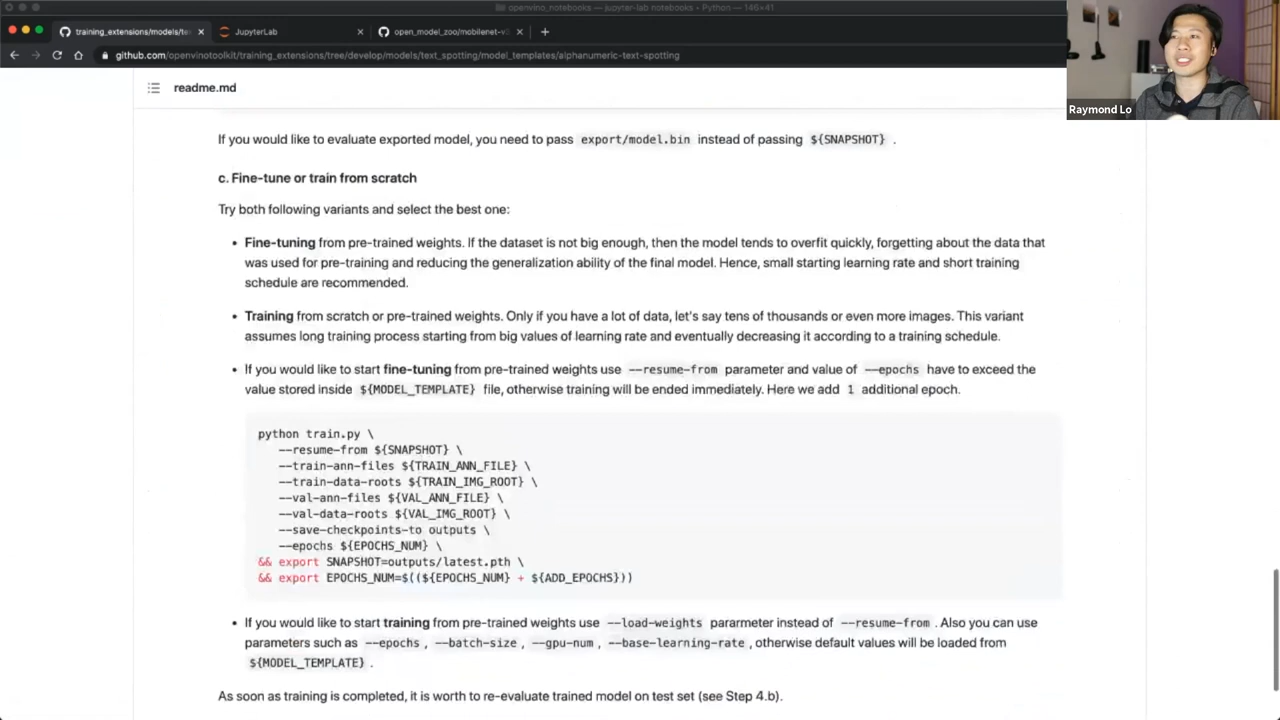 openvino_notebooks — jupyter-lab notebooks - Python — 146×41
training_extensions/models/te
JupyterLab
open_model_zoo/mobilenet-v
github.com/openvinotoolkit/training_extensions/tree/develop/models/text_spotting/model_templates/alphanumeric-text-spotting
Raymond Lo
readme.md
If you would like to evaluate exported model, you need to pass export/model.bin instead of passing ${SNAPSHOT} .
c. Fine-tune or train from scratch
Try both following variants and select the best one:
• Fine-tuning from pre-trained weights. If the dataset is not big enough, then the model tends to overfit quickly, forgetting about the data that
was used for pre-training and reducing the generalization ability of the final model. Hence, small starting learning rate and short training
schedule are recommended.
• Training from scratch or pre-trained weights. Only if you have a lot of data, let's say tens of thousands or even more images. This variant
assumes long training process starting from big values of learning rate and eventually decreasing it according to a training schedule.
• If you would like to start fine-tuning from pre-trained weights use --resume-from parameter and value of --epochs have to exceed the
value stored inside ${MODEL_TEMPLATE} file, otherwise training will be ended immediately. Here we add 1 additional epoch.
python train.py \
--resume-from ${SNAPSHOT} \
--train-ann-files ${TRAIN_ANN_FILE} \
--train-data-roots ${TRAIN_IMG_ROOT} \
--val-ann-files ${VAL_ANN_FILE} \
--val-data-roots ${VAL_IMG_ROOT} \
--save-checkpoints-to outputs \
--epochs ${EPOCHS_NUM} \
&& export SNAPSHOT=outputs/latest.pth \
&& export EPOCHS_NUM=$((${EPOCHS_NUM} + ${ADD_EPOCHS}))
• If you would like to start training from pre-trained weights use --load-weights pararmeter instead of --resume-from . Also you can use
parameters such as --epochs , --batch-size , --gpu-num , --base-learning-rate , otherwise default values will be loaded from
${MODEL_TEMPLATE} .
As soon as training is completed, it is worth to re-evaluate trained model on test set (see Step 4.b).